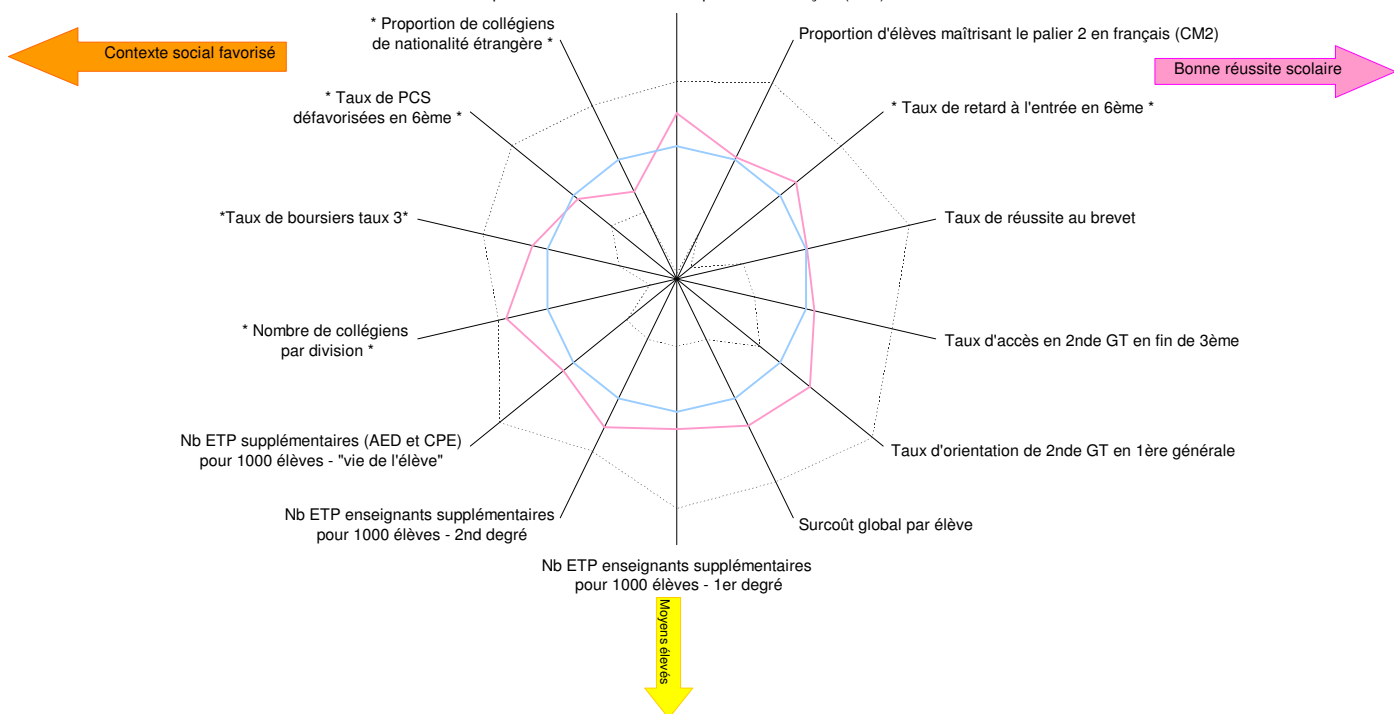 * Proportion de collégiens
de nationalité étrangère *
Proportion d'élèves maîtrisant le palier 2 en français (CM2)
Contexte social favorisé
Bonne réussite scolaire
* Taux de PCS
défavorisées en 6ème *
* Taux de retard à l'entrée en 6ème *
*Taux de boursiers taux 3*
Taux de réussite au brevet
* Nombre de collégiens
par division *
Taux d'accès en 2nde GT en fin de 3ème
Nb ETP supplémentaires (AED et CPE)
pour 1000 élèves - "vie de l'élève"
Taux d'orientation de 2nde GT en 1ère générale
Nb ETP enseignants supplémentaires
pour 1000 élèves - 2nd degré
Surcoût global par élève
Nb ETP enseignants supplémentaires
pour 1000 élèves - 1er degré
Moyens élevés